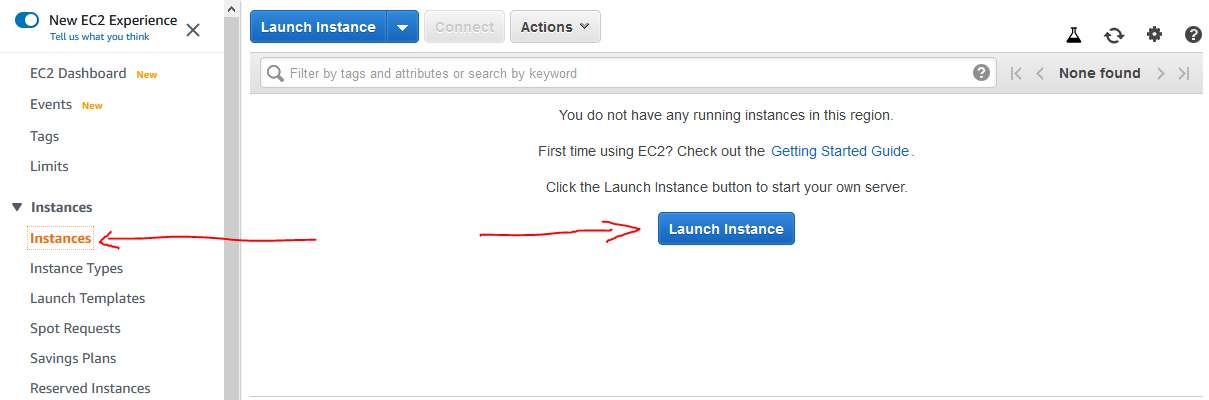 New EC2 Experience
Tell us what you think
EC2 Dashboard New
Events New
Tags
Limits
Instances
Instances
Instance Types
Launch Templates
Spot Requests
Savings Plans
Reserved Instances
Launch Instance Connect Actions
Filter by tags and attributes or search by keyword ? None found
You do not have any running instances in this region.
First time using EC2? Check out the Getting Started Guide.
Click the Launch Instance button to start your own server.
Launch Instance